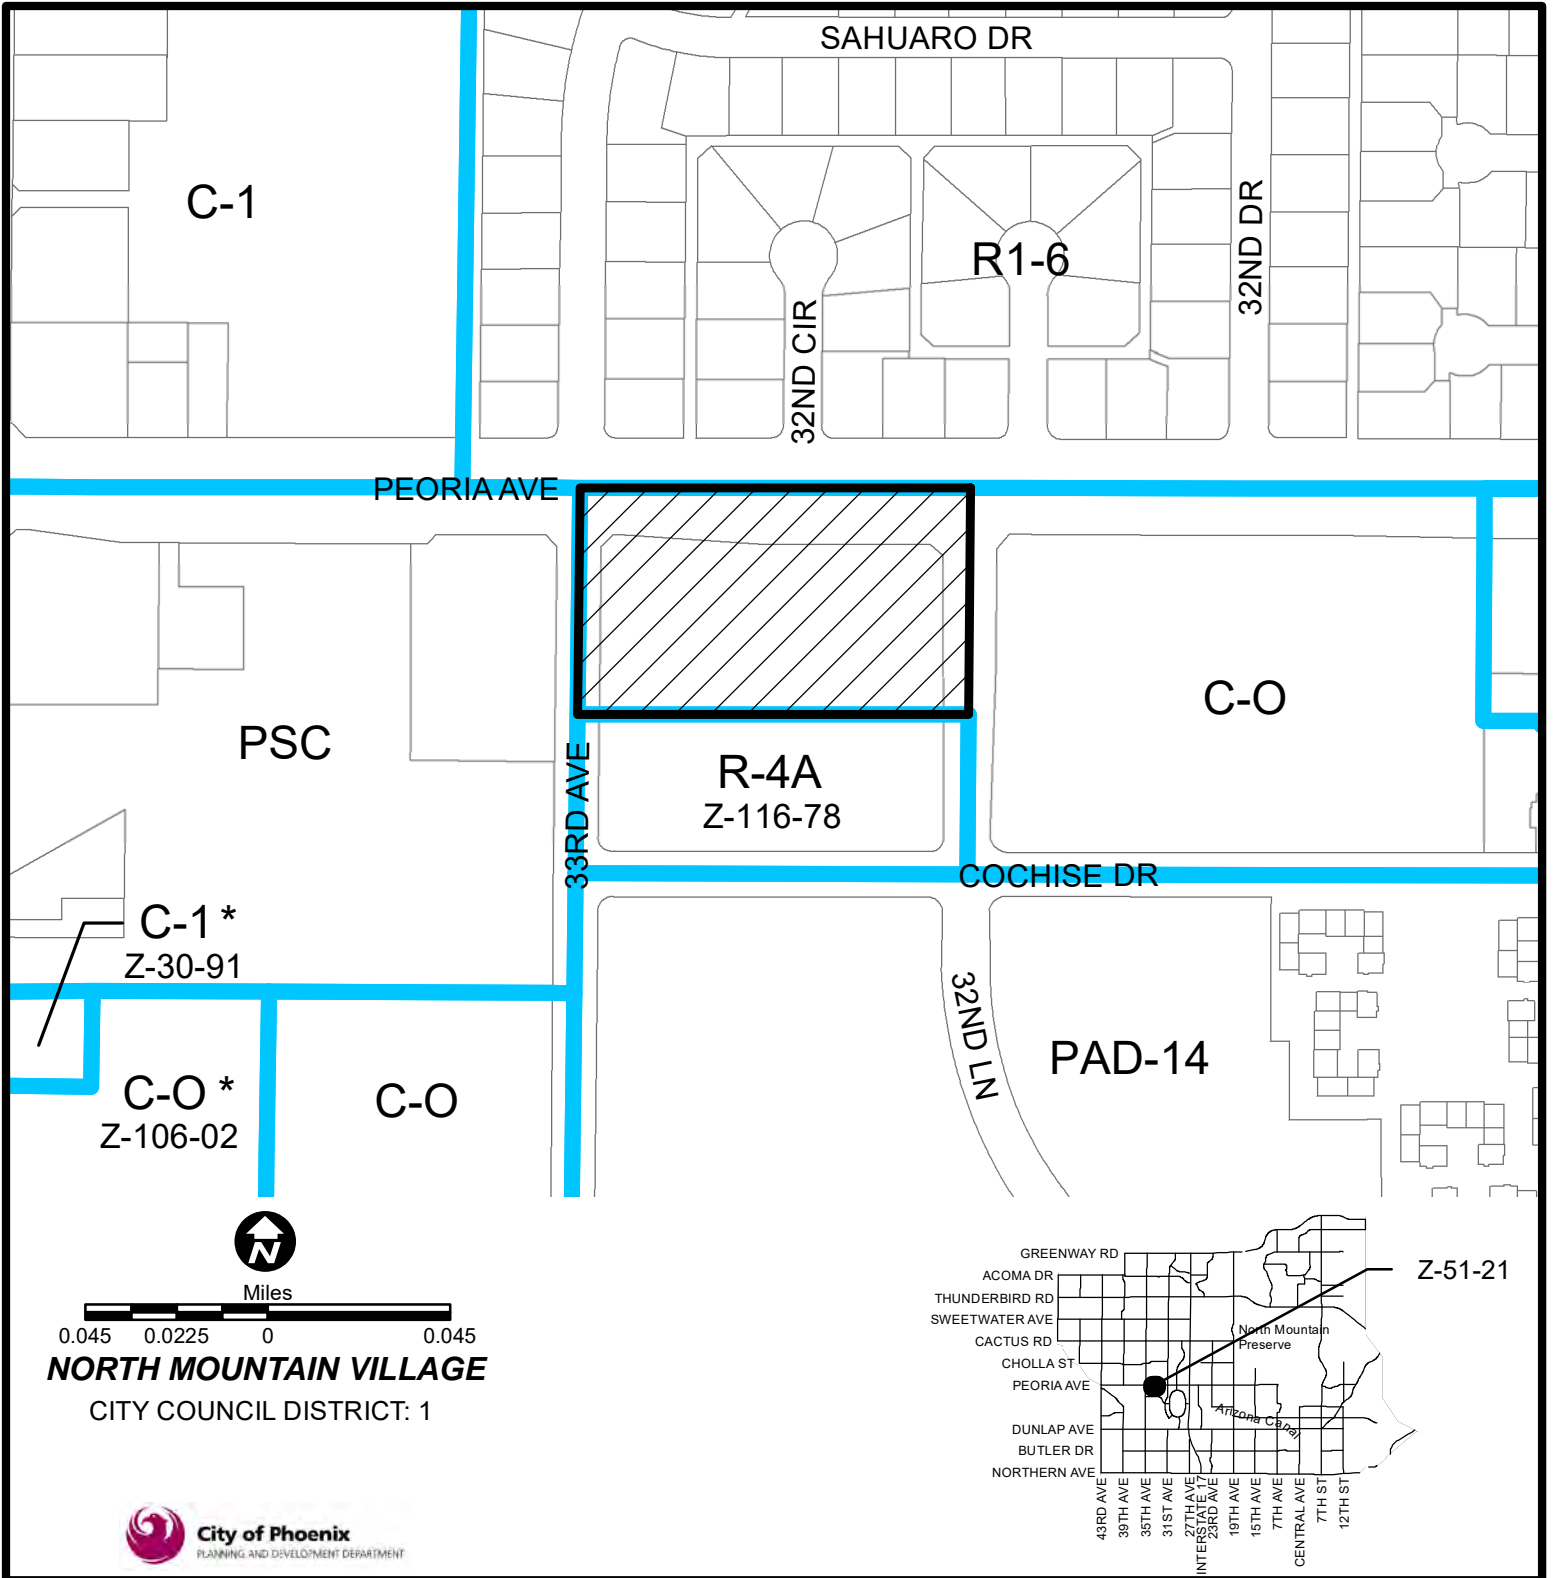 SAHUARO DR
C-1
R1-6
32ND DR
32ND CIR
PEORIA AVE
C-O
PSC
R-4A
Z-116-78
33RD AVE
COCHISE DR
C-1 *
Z-30-91
32ND LN
PAD-14
C-O *
Z-106-02
C-O
N
Miles
0.045 0.0225 0 0.045
NORTH MOUNTAIN VILLAGE
CITY COUNCIL DISTRICT: 1
City of Phoenix
PLANNING AND DEVELOPMENT DEPARTMENT
Z-51-21
GREENWAY RD
ACOMA DR
THUNDERBIRD RD
SWEETWATER AVE
CACTUS RD
CHOLLA ST
PEORIA AVE
DUNLAP AVE
BUTLER DR
NORTHERN AVE
North Mountain
Preserve
Arizona Canal
43RD AVE
39TH AVE
35TH AVE
31ST AVE
27TH AVE
INTERSTATE 17
23RD AVE
19TH AVE
15TH AVE
7TH AVE
CENTRAL AVE
7TH ST
12TH ST